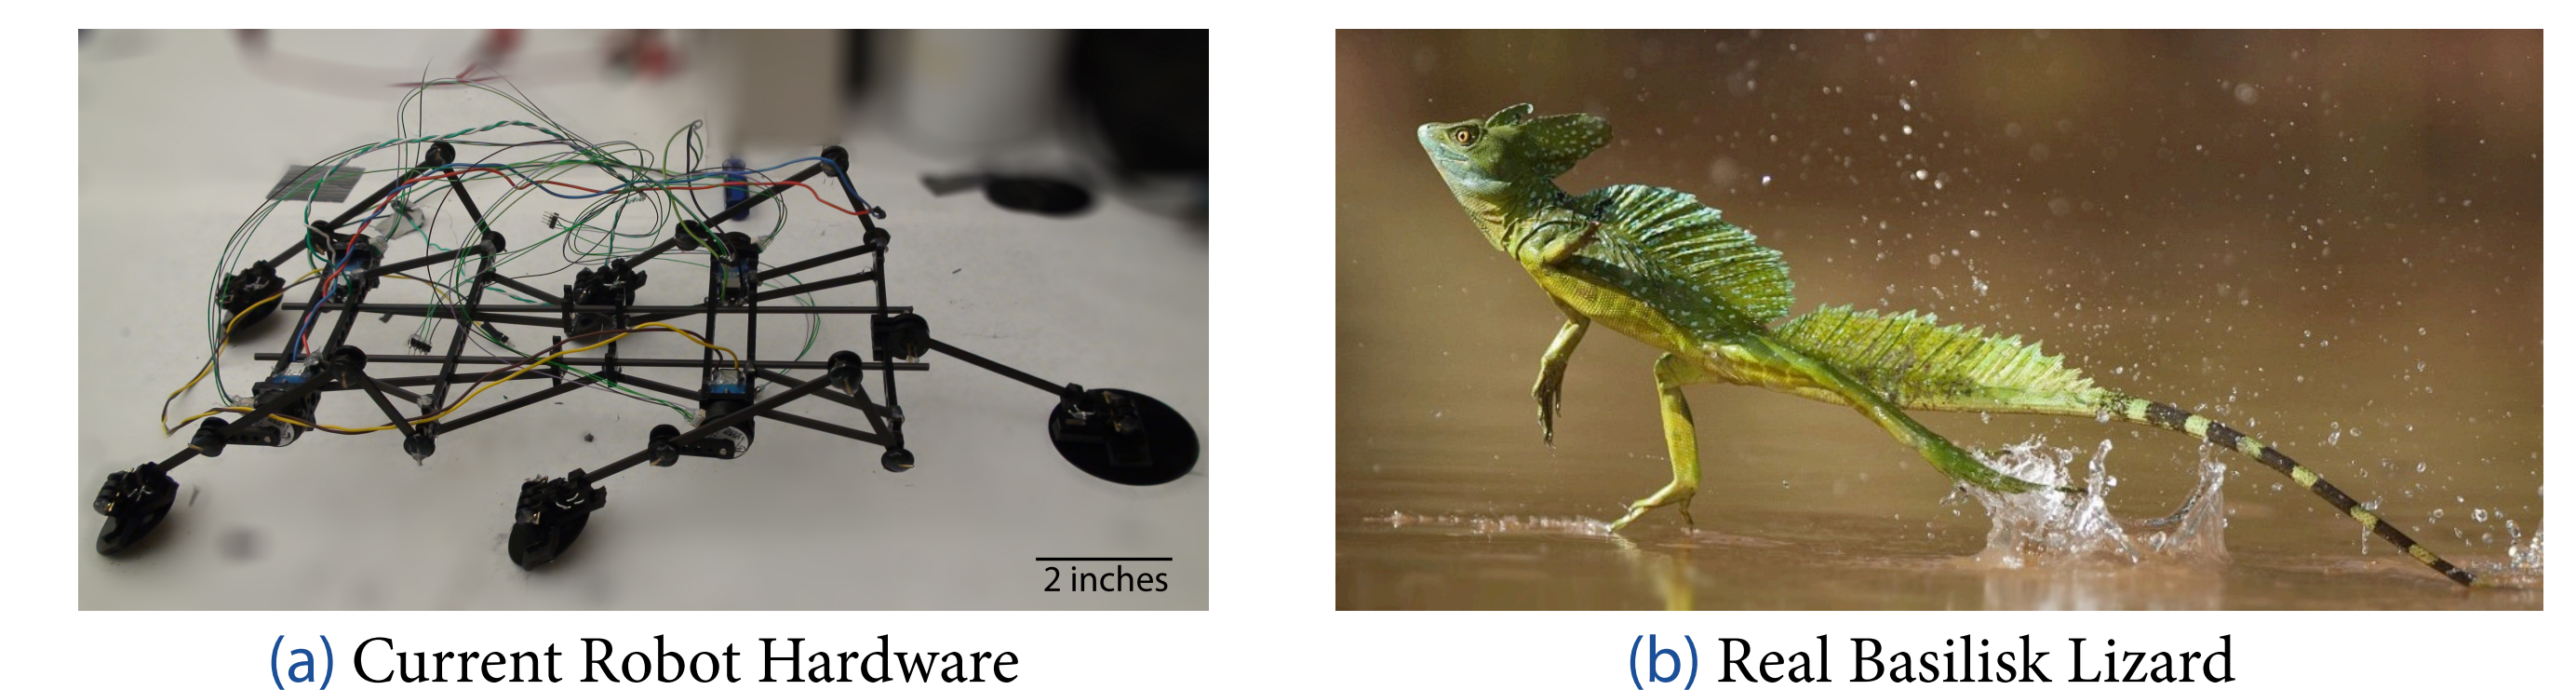 2 inches
(a) Current Robot Hardware
(b) Real Basilisk Lizard